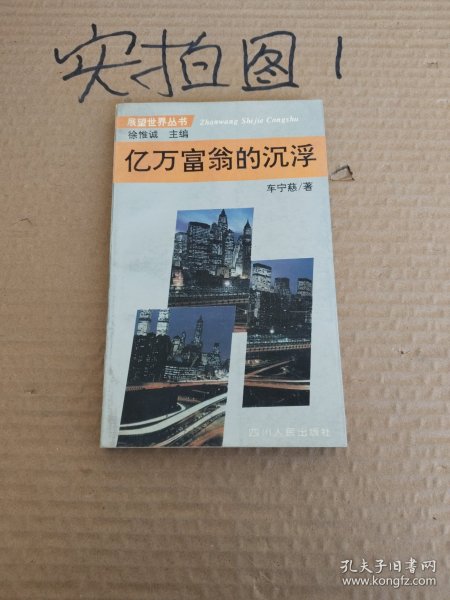 实拍图1
展望世界丛书 Zhanwang Shijie Congshu
徐惟诚 主编
亿万富翁的沉浮
车宁慈/著
四川人民出版社
孔夫子旧书网
www.kongfz.com